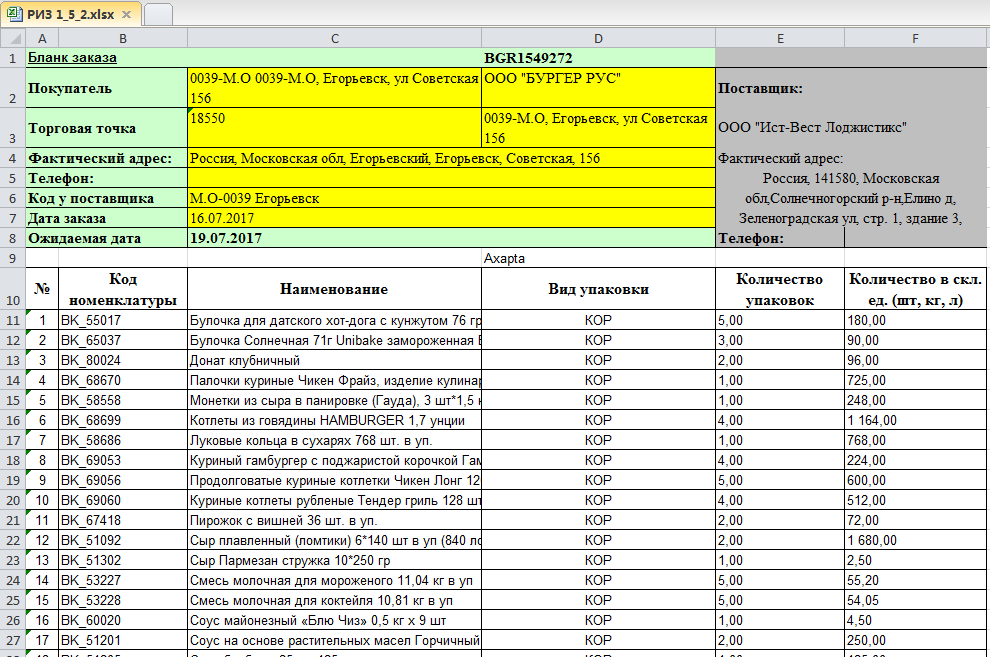 РИЗ 1_5_2.xlsx
A B C D E F
1 Бланк заказа BGR1549272
2 Покупатель 0039-М.О 0039-М.О, Егорьевск, ул Советская 156 ООО "БУРГЕР РУС" Поставщик:
3 Торговая точка 18550 0039-М.О, Егорьевск, ул Советская 156 ООО "Ист-Вест Лоджистикс"
4 Фактический адрес: Россия, Московская обл, Егорьевский, Егорьевск, Советская, 156 Фактический адрес:
5 Телефон: Россия, 141580, Московская
6 Код у поставщика М.О-0039 Егорьевск обл,Солнечногорский р-н,Елино д,
7 Дата заказа 16.07.2017 Зеленоградская ул, стр. 1, здание 3,
8 Ожидаемая дата 19.07.2017 Телефон:
9 Ахарта
10 № Код номенклатуры Наименование Вид упаковки Количество упаковок Количество в скл. ед. (шт, кг, л)
11 1 BK_55017 Булочка для датского хот-дога с кунжутом 76 гр КОР 5,00 180,00
12 2 BK_65037 Булочка Солнечная 71г Unibake замороженная КОР 3,00 90,00
13 3 BK_80024 Донат клубничный КОР 2,00 96,00
14 4 BK_68670 Палочки куриные Чикен Фрайз, изделие кулинар КОР 1,00 725,00
15 5 BK_58558 Монетки из сыра в панировке (Гауда), 3 шт*1,5 КОР 1,00 248,00
16 6 BK_68699 Котлеты из говядины HAMBURGER 1,7 унции КОР 4,00 1 164,00
17 7 BK_58686 Луковые кольца в сухарях 768 шт. в уп. КОР 1,00 768,00
18 8 BK_69053 Куриный гамбургер с поджаристой корочкой Гам КОР 4,00 224,00
19 9 BK_69056 Продолговатые куриные котлетки Чикен Лонг 12 КОР 5,00 600,00
20 10 BK_69060 Куриные котлеты рубленые Тендер гриль 128 шт КОР 4,00 512,00
21 11 BK_67418 Пирожок с вишней 36 шт. в уп. КОР 2,00 72,00
22 12 BK_51092 Сыр плавленный (ломтики) 6*140 шт в уп (840 ло КОР 2,00 1 680,00
23 13 BK_51302 Сыр Пармезан стружка 10*250 гр КОР 1,00 2,50
24 14 BK_53227 Смесь молочная для мороженого 11,04 кг в уп КОР 5,00 55,20
25 15 BK_53228 Смесь молочная для коктейля 10,81 кг в уп КОР 5,00 54,05
26 16 BK_60020 Соус майонезный «Блю Чиз» 0,5 кг х 9 шт КОР 1,00 4,50
27 17 BK_51201 Соус на основе растительных масел Горчичный, КОР 2,00 250,00